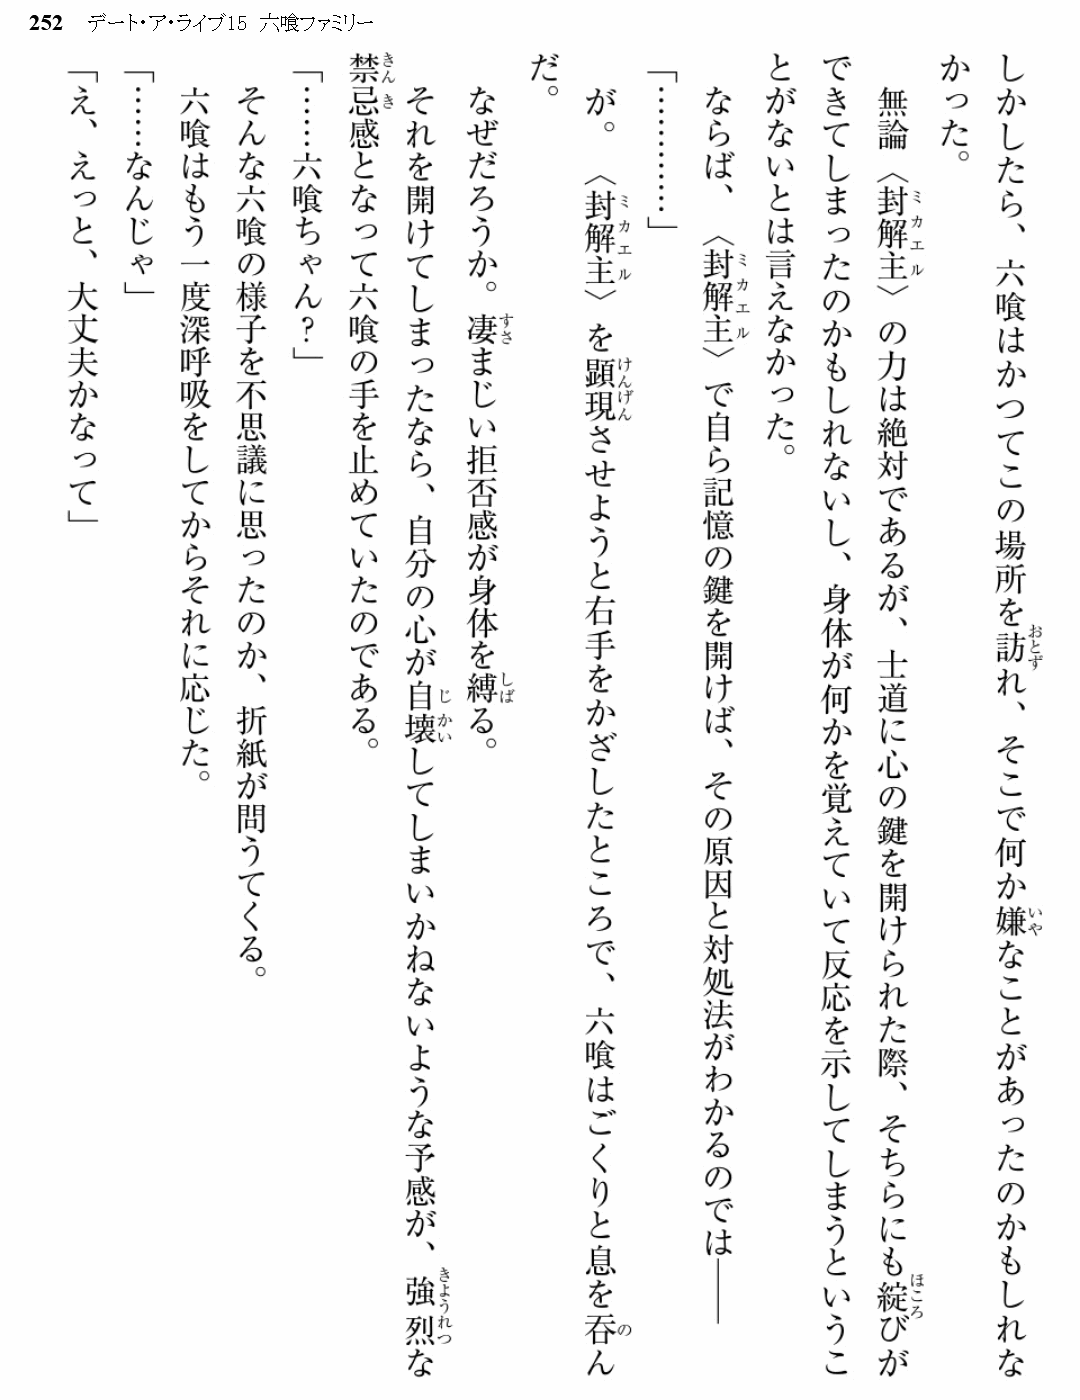 252 デート・ア・ライブ15 六喰ファミリー
しかしたら、六喰はかつてこの場所を訪れ、そこで何か嫌なことがあったのかもしれな
かった。
無論〈封解主〉の力は絶対であるが、士道に心の鍵を開けられた際、そちらにも綻びが
できてしまったのかもしれないし、身体が何かを覚えていて反応を示してしまうというこ
とがないとは言えなかった。
ならば、〈封解主〉で自ら記憶の鍵を開けば、その原因と対処法がわかるのでは――
「…………」
が。〈封解主〉を顕現させようと右手をかざしたところで、六喰はごくりと息を呑ん
だ。
なぜだろうか。凄まじい拒否感が身体を縛る。
それを開けてしまったなら、自分の心が自壊してしまいかねないような予感が、強烈な
禁忌感となって六喰の手を止めていたのである。
「……六喰ちゃん?」
そんな六喰の様子を不思議に思ったのか、折紙が問うてくる。
六喰はもう一度深呼吸をしてからそれに応じた。
「……なんじゃ」
「え、えっと、大丈夫かなって」